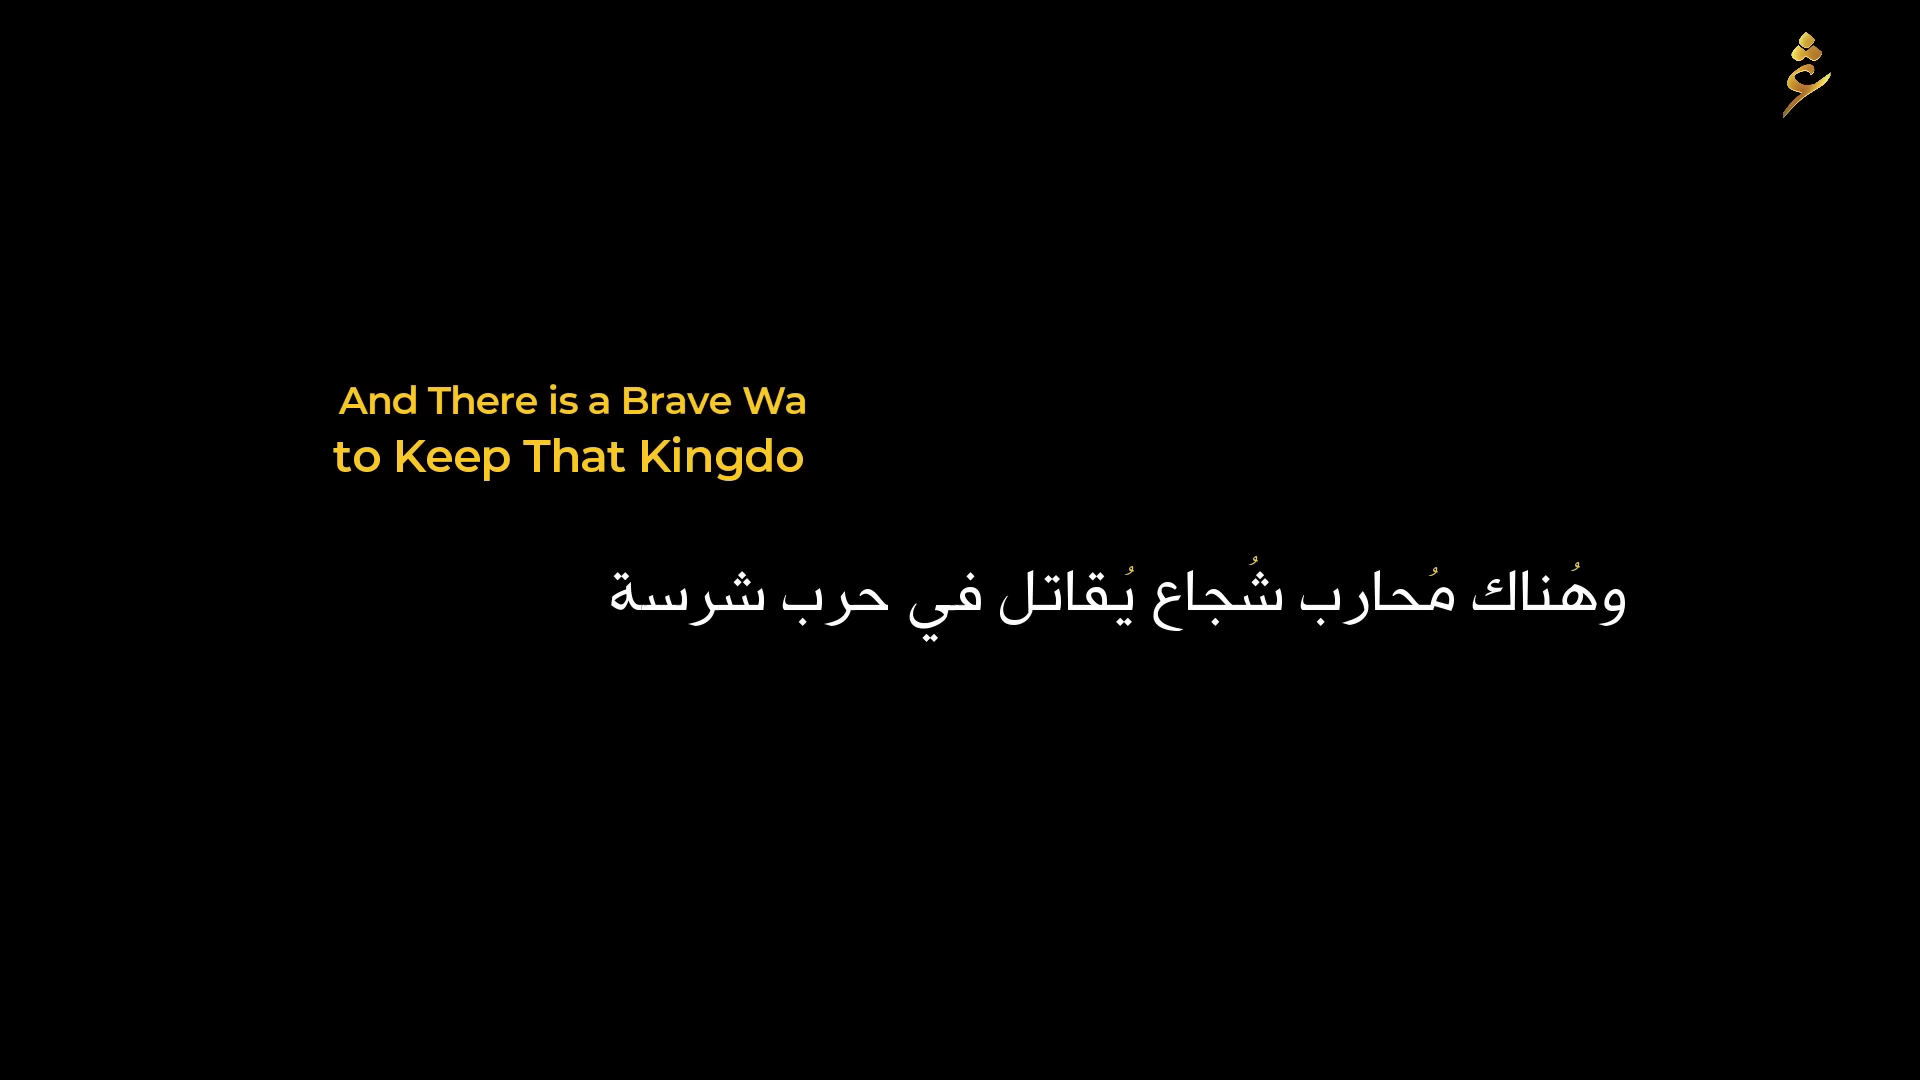 And There is a Brave Wa
to Keep That Kingdo
وهُناك مُحارب شُجاع يُقاتل في حرب شرسة